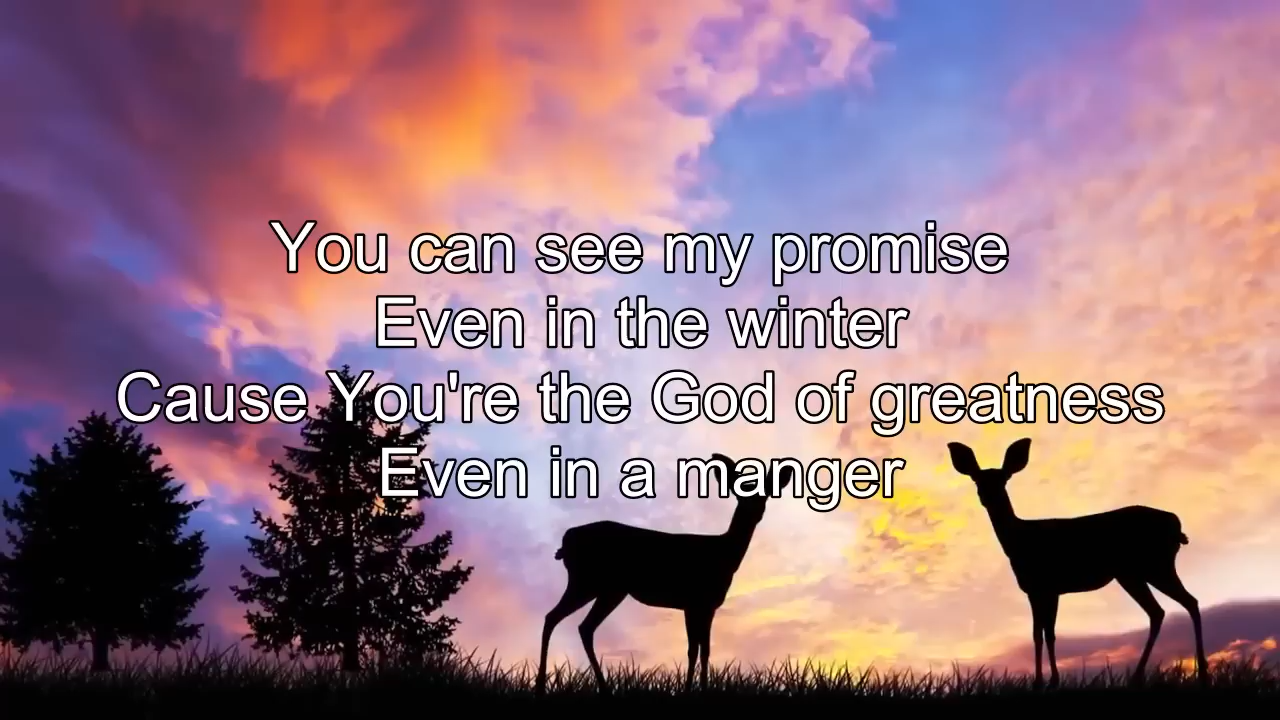 You can see my promise
Even in the winter
Cause You're the God of greatness
Even in a manger